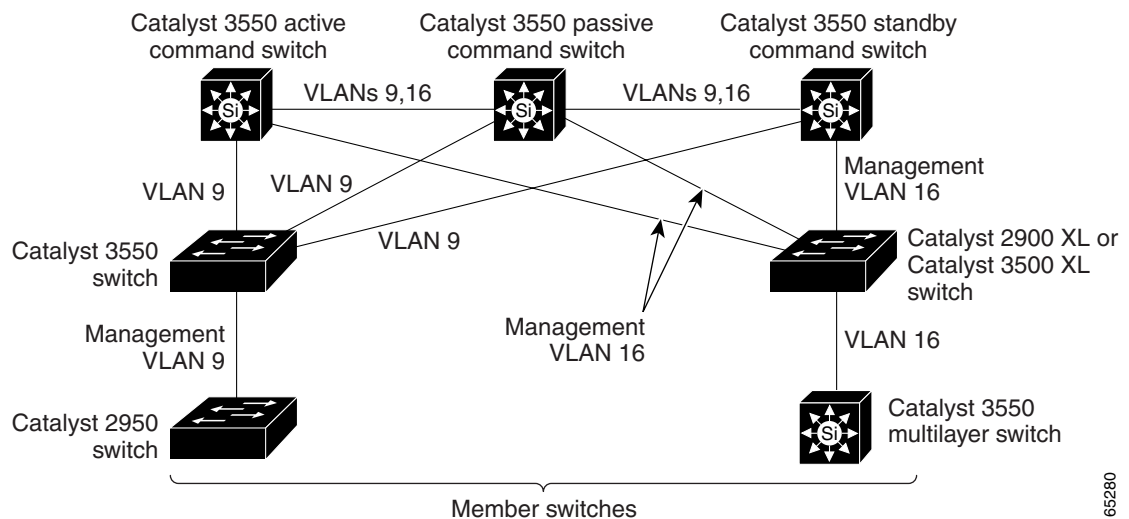 Catalyst 3550 active
command switch
Catalyst 3550 passive
command switch
Catalyst 3550 standby
command switch
Si
VLANs 9,16
Si
VLANs 9,16
Si
VLAN 9
VLAN 9
VLAN 9
Management
VLAN 16
Catalyst 3550
switch
Catalyst 2900 XL or
Catalyst 3500 XL
switch
Management
VLAN 9
Management
VLAN 16
VLAN 16
Catalyst 2950
switch
Si
Catalyst 3550
multilayer switch
Member switches
65280